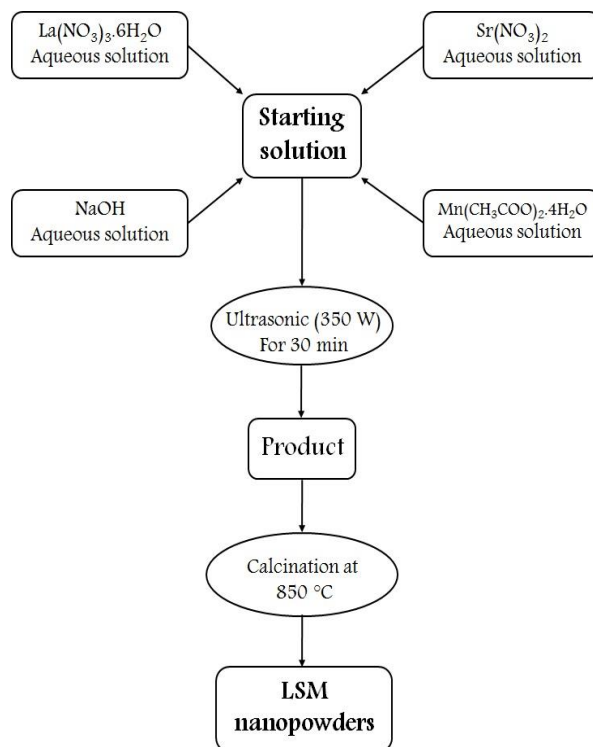 La(NO₃)₃.6H₂O
Aqueous solution
Sr(NO₃)₂
Aqueous solution
Starting
solution
NaOH
Aqueous solution
Mn(CH₃COO)₂.4H₂O
Aqueous solution
Ultrasonic (350 W)
For 30 min
Product
Calcination at
850 °C
LSM
nanopowders